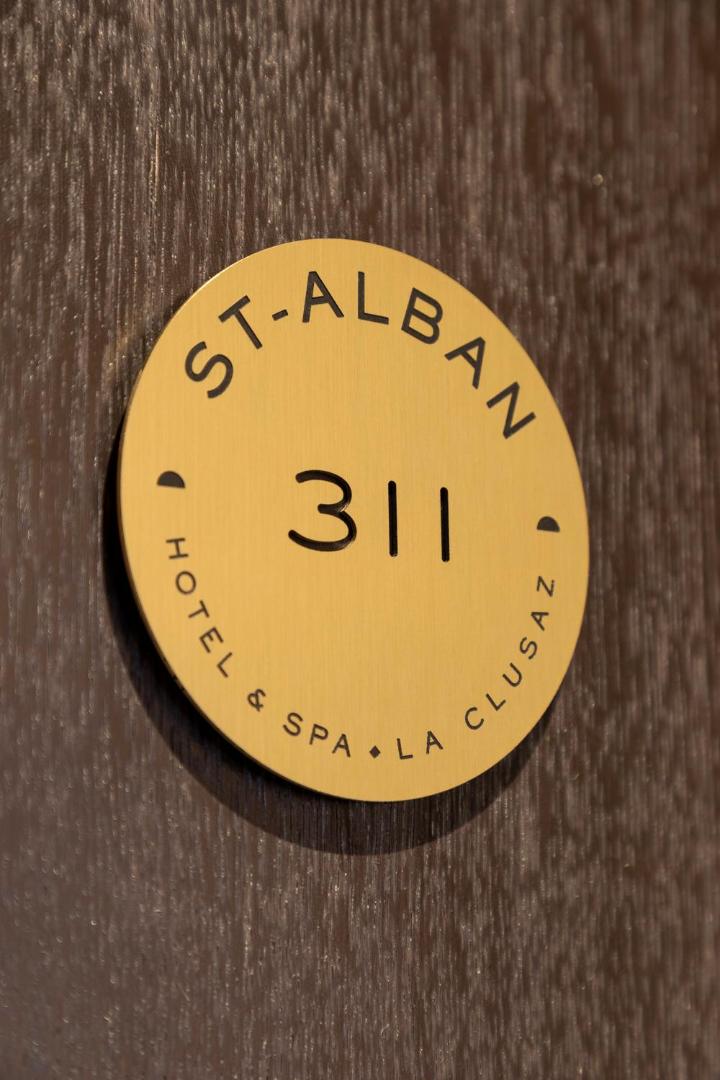 ST-ALBAN
311
HOTEL & SPA ♦ LA CLUSAZ